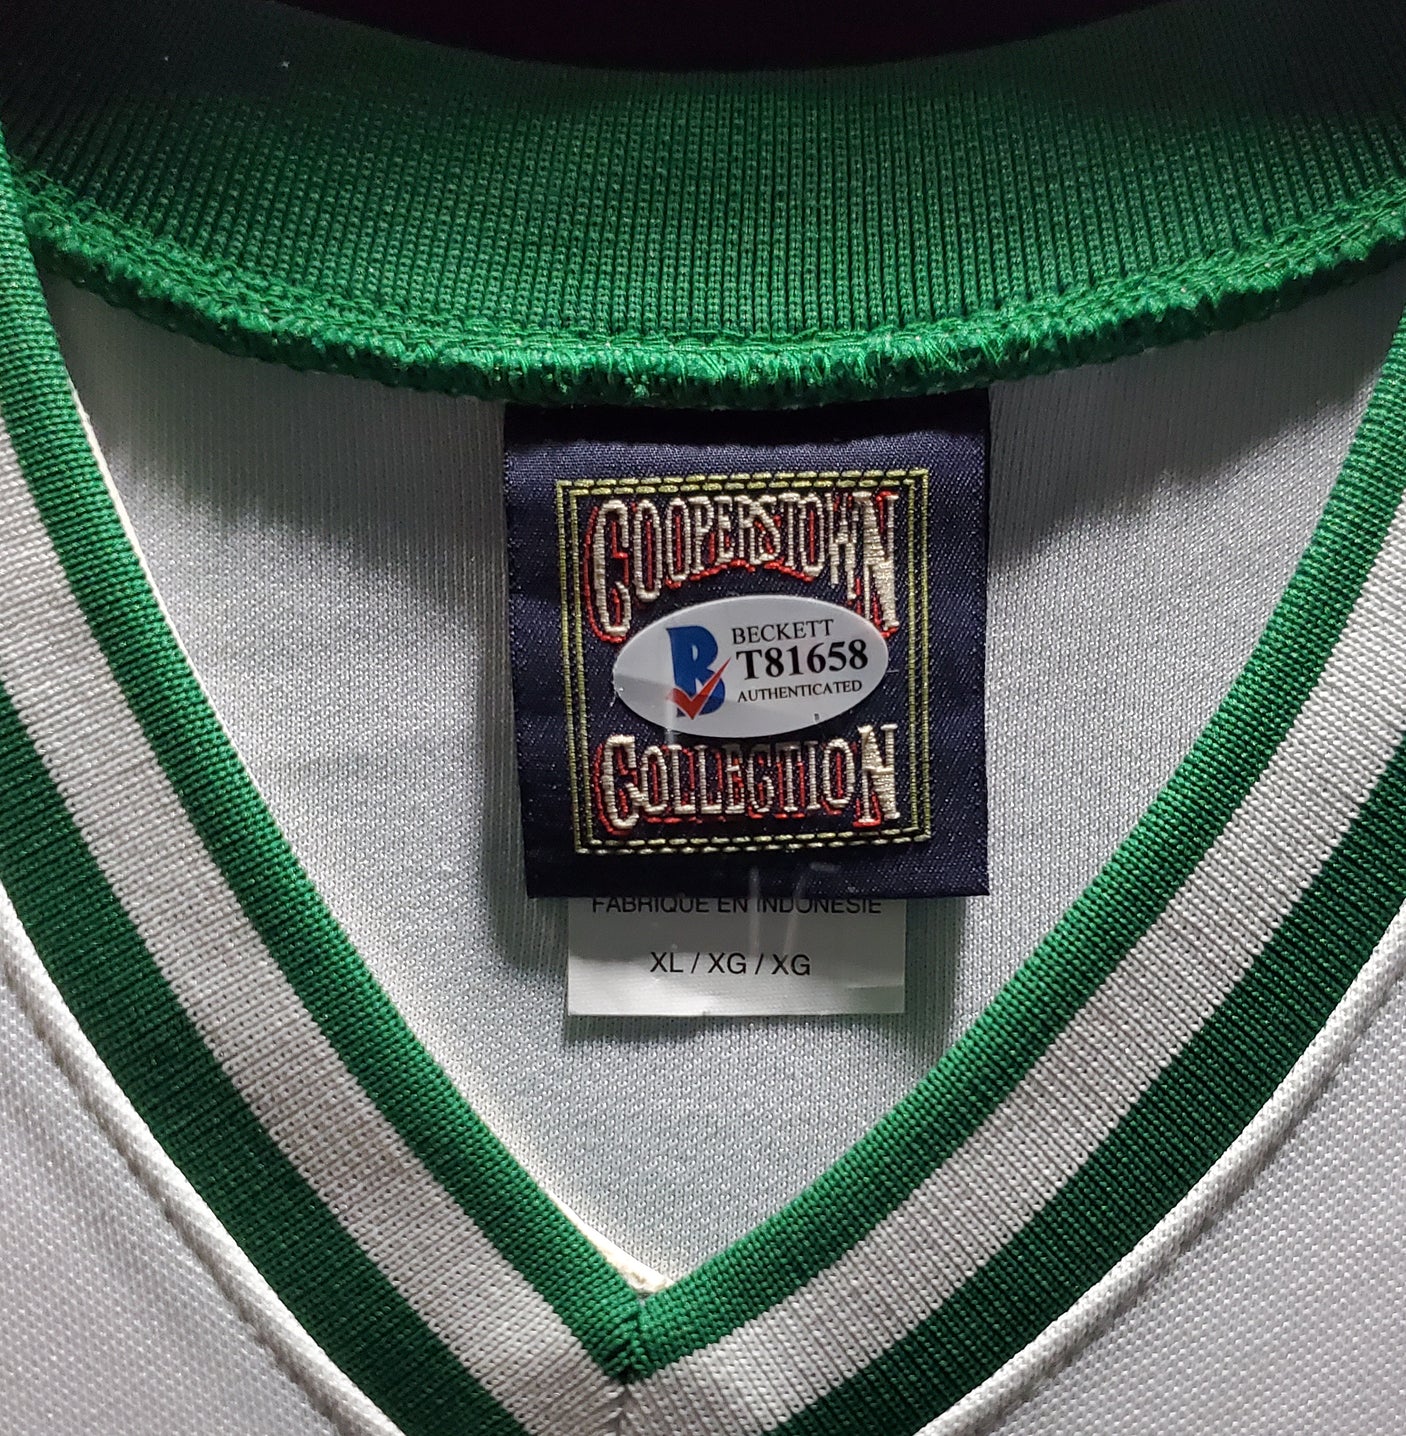 COOPERSTOWN
BECKETT
T81658
AUTHENTICATED
B
COLLECTION
FABRIQUE EN INDONESIE
XL / XG / XG